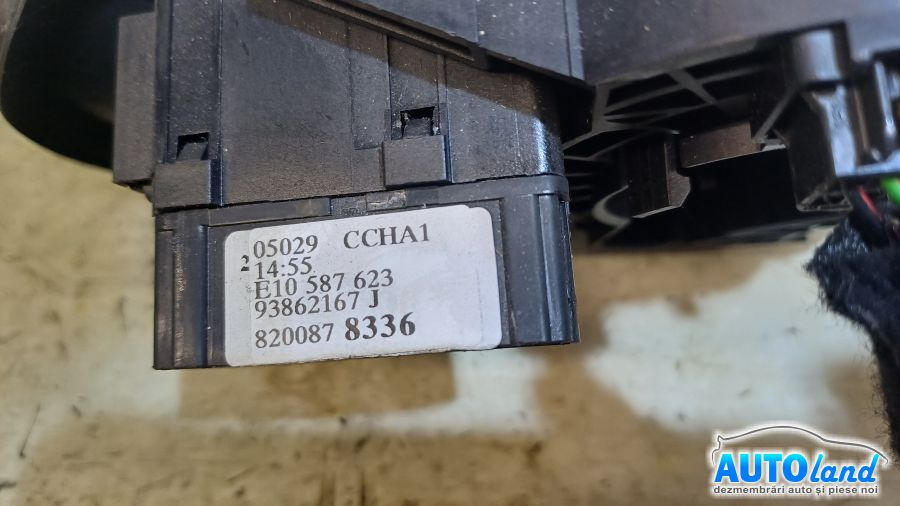 05029 CCHA1
2 14:55
E10 587 623
93862167 J
820087 8336
AUTOland
dezmembrări auto și piese noi